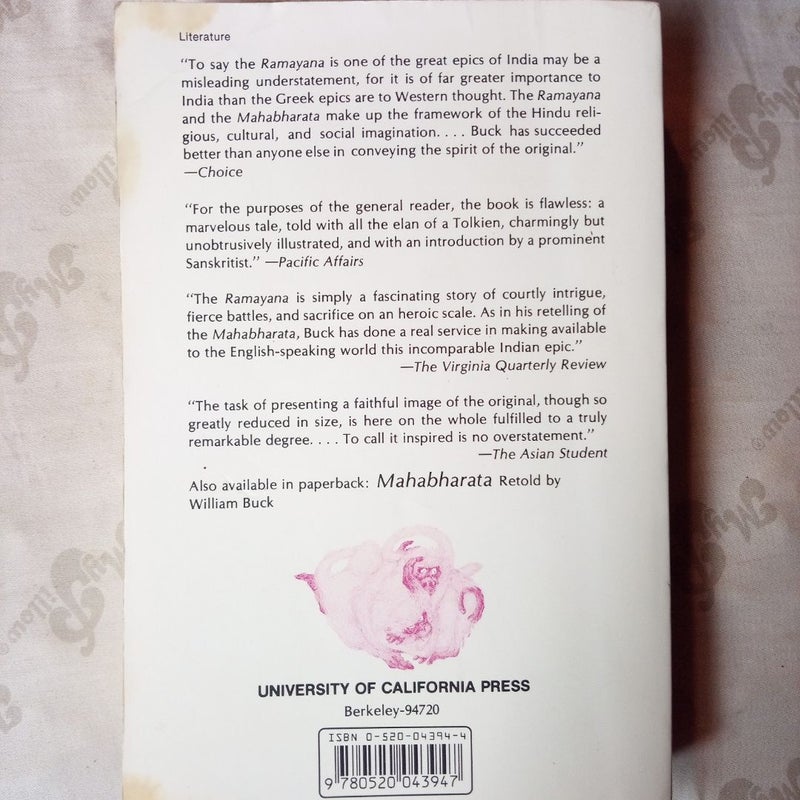 Literature
"To say the Ramayana is one of the great epics of India may be a
misleading understatement, for it is of far greater importance to
India than the Greek epics are to Western thought. The Ramayana
and the Mahabharata make up the framework of the Hindu reli-
gious, cultural, and social imagination. . . . Buck has succeeded
better than anyone else in conveying the spirit of the original."
—Choice
"For the purposes of the general reader, the book is flawless: a
marvelous tale, told with all the elan of a Tolkien, charmingly but
unobtrusively illustrated, and with an introduction by a prominent
Sanskritist." —Pacific Affairs
"The Ramayana is simply a fascinating story of courtly intrigue,
fierce battles, and sacrifice on an heroic scale. As in his retelling of
the Mahabharata, Buck has done a real service in making available
to the English-speaking world this incomparable Indian epic."
—The Virginia Quarterly Review
"The task of presenting a faithful image of the original, though so
greatly reduced in size, is here on the whole fulfilled to a truly
remarkable degree. . . . To call it inspired is no overstatement."
—The Asian Student
Also available in paperback: Mahabharata Retold by
William Buck
UNIVERSITY OF CALIFORNIA PRESS
Berkeley-94720
ISBN 0-520-04394-4
9 780520 043947
MyPillow®
MyPillow®
MyPillow®